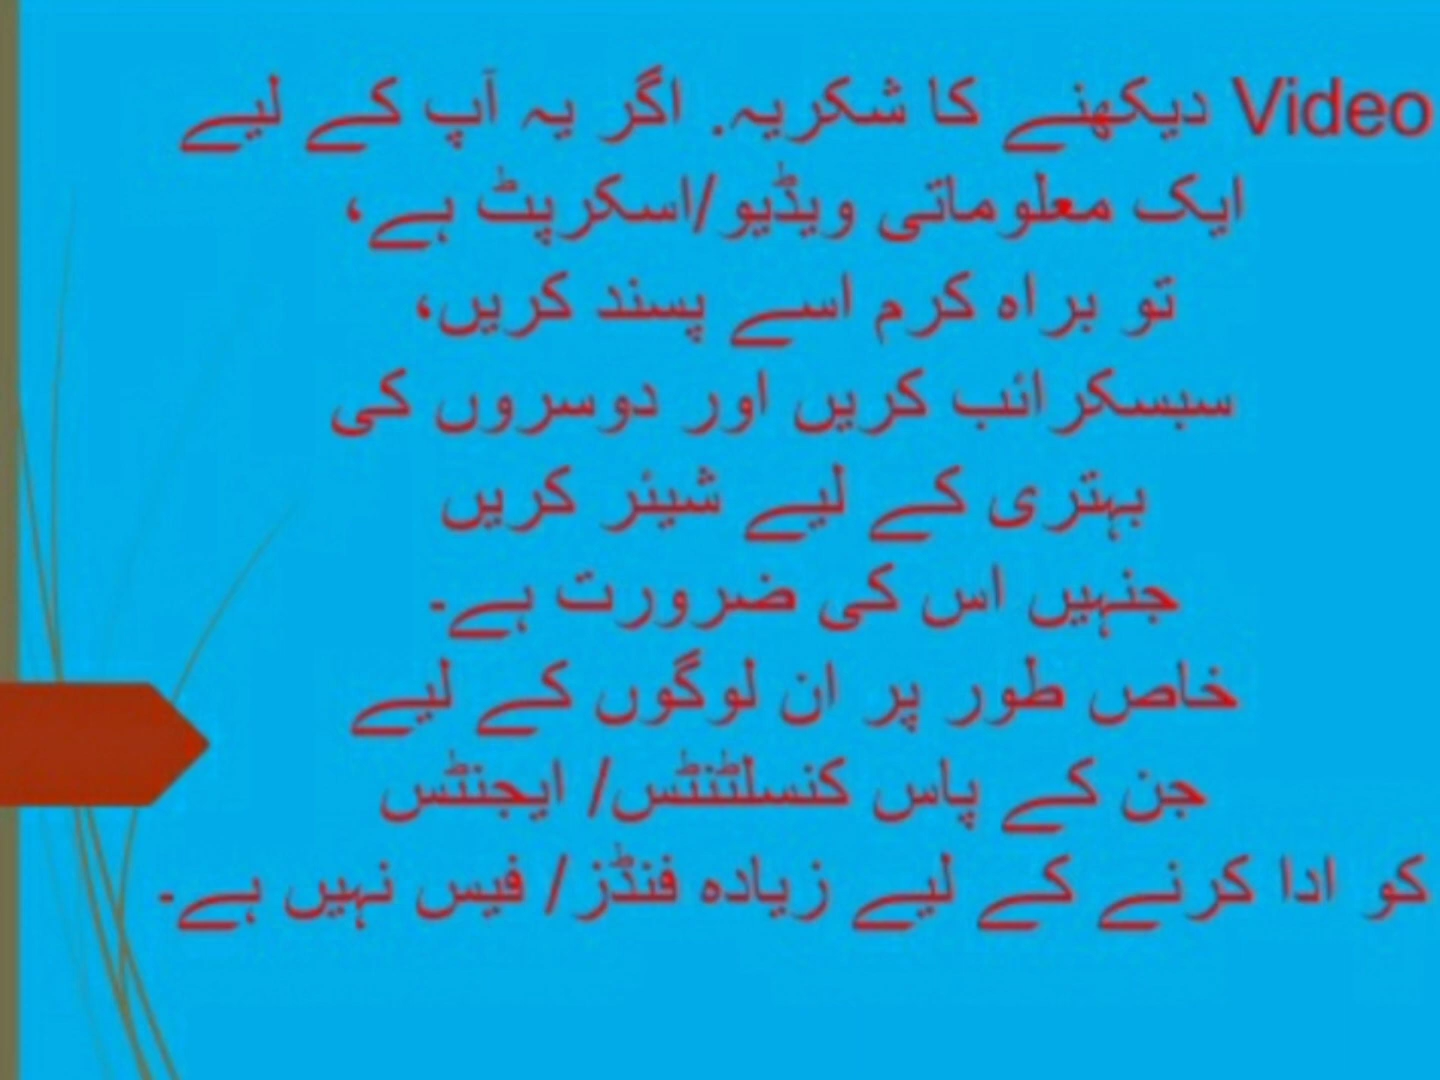 Video دیکھنے کا شکریہ. اگر یہ آپ کے لیے
ایک معلوماتی ویڈیو/اسکرپٹ ہے،
تو براہ کرم اسے پسند کریں،
سبسکرائب کریں اور دوسروں کی
بہتری کے لیے شیئر کریں
جنہیں اس کی ضرورت ہے۔
خاص طور پر ان لوگوں کے لیے
جن کے پاس کنسلٹنٹس/ ایجنٹس
کو ادا کرنے کے لیے زیادہ فنڈز/ فیس نہیں ہے۔